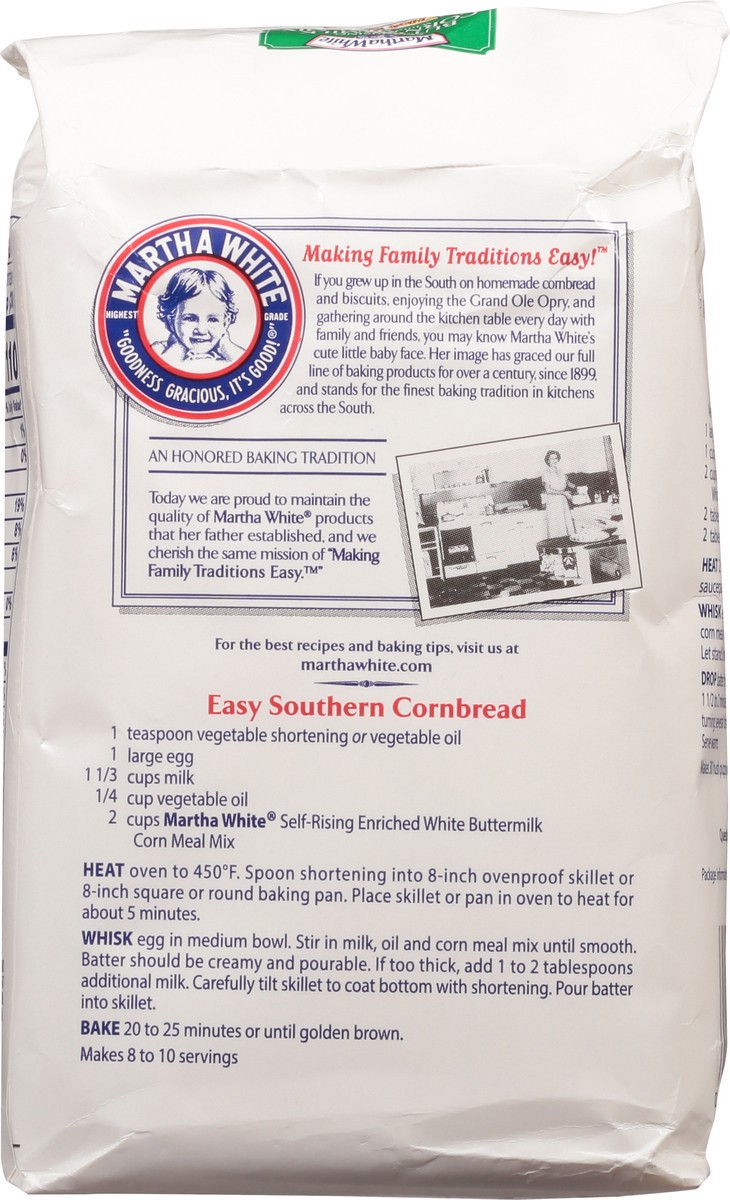 Martha White
MARTHA WHITE
HIGHEST GRADE
"GOODNESS GRACIOUS, IT'S GOOD!®"
Making Family Traditions Easy!™
If you grew up in the South on homemade cornbread
and biscuits, enjoying the Grand Ole Opry, and
gathering around the kitchen table every day with
family and friends, you may know Martha White's
cute little baby face. Her image has graced our full
line of baking products for over a century, since 1899,
and stands for the finest baking tradition in kitchens
across the South.
AN HONORED BAKING TRADITION
Today we are proud to maintain the
quality of Martha White® products
that her father established, and we
cherish the same mission of "Making
Family Traditions Easy.™"
For the best recipes and baking tips, visit us at
marthawhite.com
Easy Southern Cornbread
1 teaspoon vegetable shortening or vegetable oil
1 large egg
1 1/3 cups milk
1/4 cup vegetable oil
2 cups Martha White® Self-Rising Enriched White Buttermilk
Corn Meal Mix
HEAT oven to 450°F. Spoon shortening into 8-inch ovenproof skillet or
8-inch square or round baking pan. Place skillet or pan in oven to heat for
about 5 minutes.
WHISK egg in medium bowl. Stir in milk, oil and corn meal mix until smooth.
Batter should be creamy and pourable. If too thick, add 1 to 2 tablespoons
additional milk. Carefully tilt skillet to coat bottom with shortening. Pour batter
into skillet.
BAKE 20 to 25 minutes or until golden brown.
Makes 8 to 10 servings
110
19%
8%
6%
HEAT
WHISK
Let stand
DROP